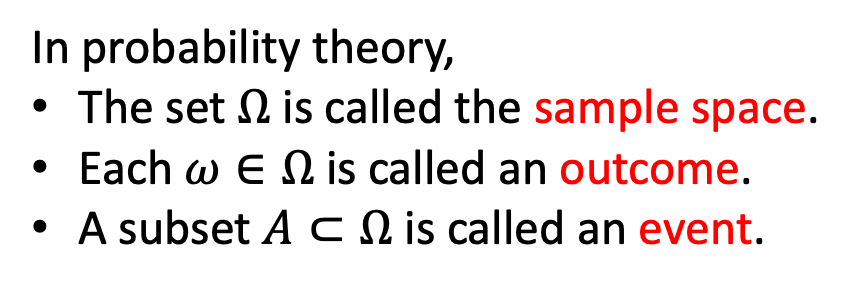 In probability theory,
• The set Ω is called the sample space.
• Each ω ∈ Ω is called an outcome.
• A subset A ⊂ Ω is called an event.